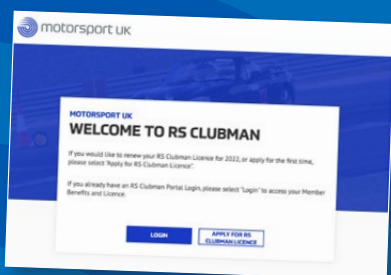 motorsport UK
MOTORSPORT UK
WELCOME TO RS CLUBMAN
If you would like to renew your RS Clubman Licence for 2022, or apply for the first time,
please select "Apply for RS Clubman Licence".
If you already have an RS Clubman Portal Login, please select "Login" to access your Member
Benefits and Licence.
LOGIN
APPLY FOR RS
CLUBMAN LICENCE